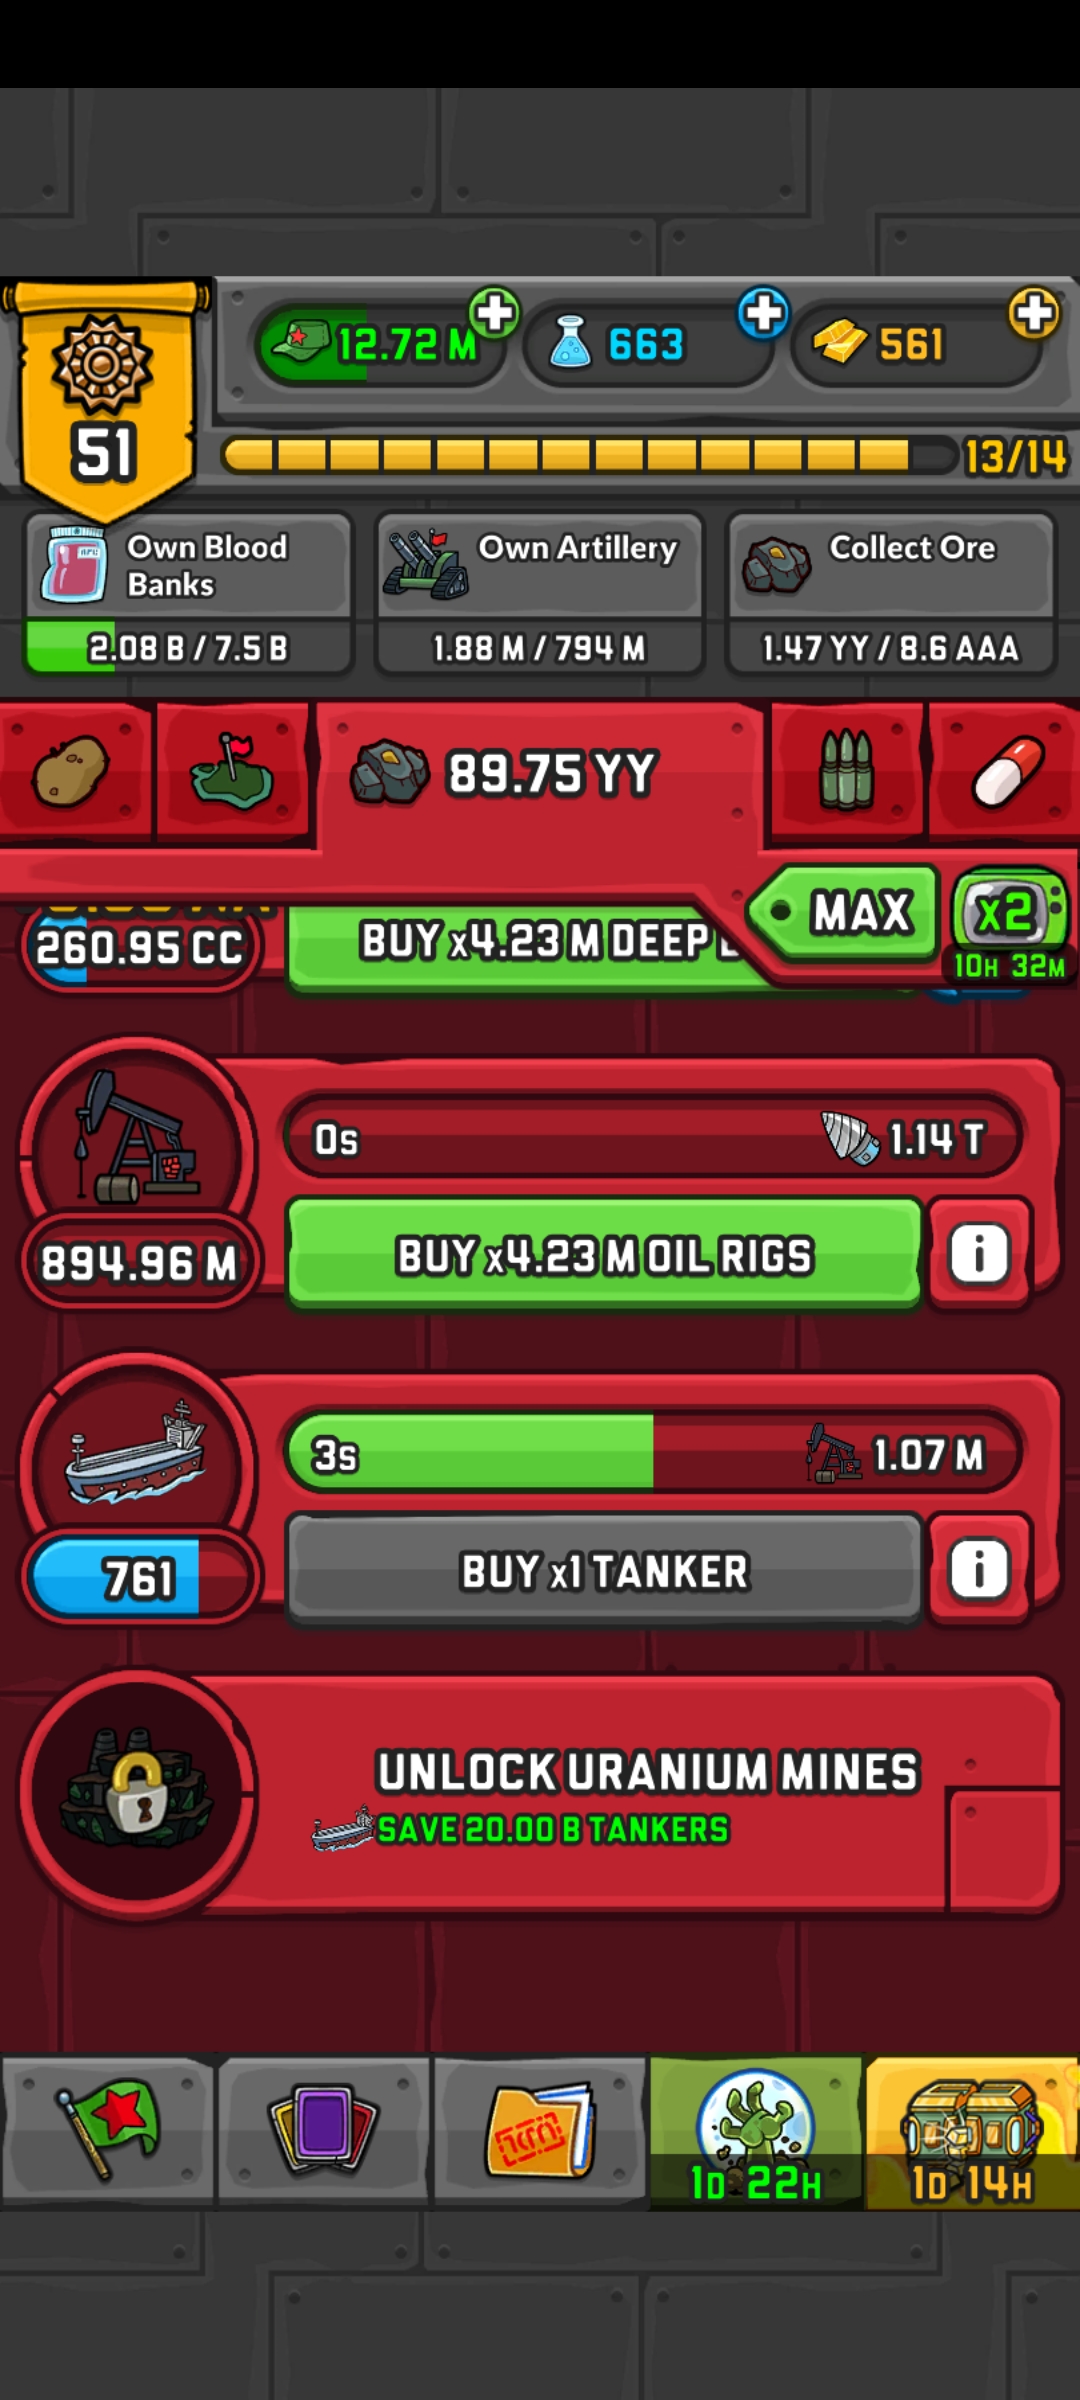 12.72 M
663
561
51
13/14
Own Blood Banks
Own Artillery
Collect Ore
2.08 B / 7.5 B
1.88 M / 794 M
1.47 YY / 8.6 AAA
89.75 YY
MAX
x2
10H 32M
260.95 CC
BUY x4.23 M DEEP
0s
1.14 T
894.96 M
BUY x4.23 M OIL RIGS
i
3s
1.07 M
761
BUY x1 TANKER
i
UNLOCK URANIUM MINES
SAVE 20.00 B TANKERS
1D 22H
1D 14H